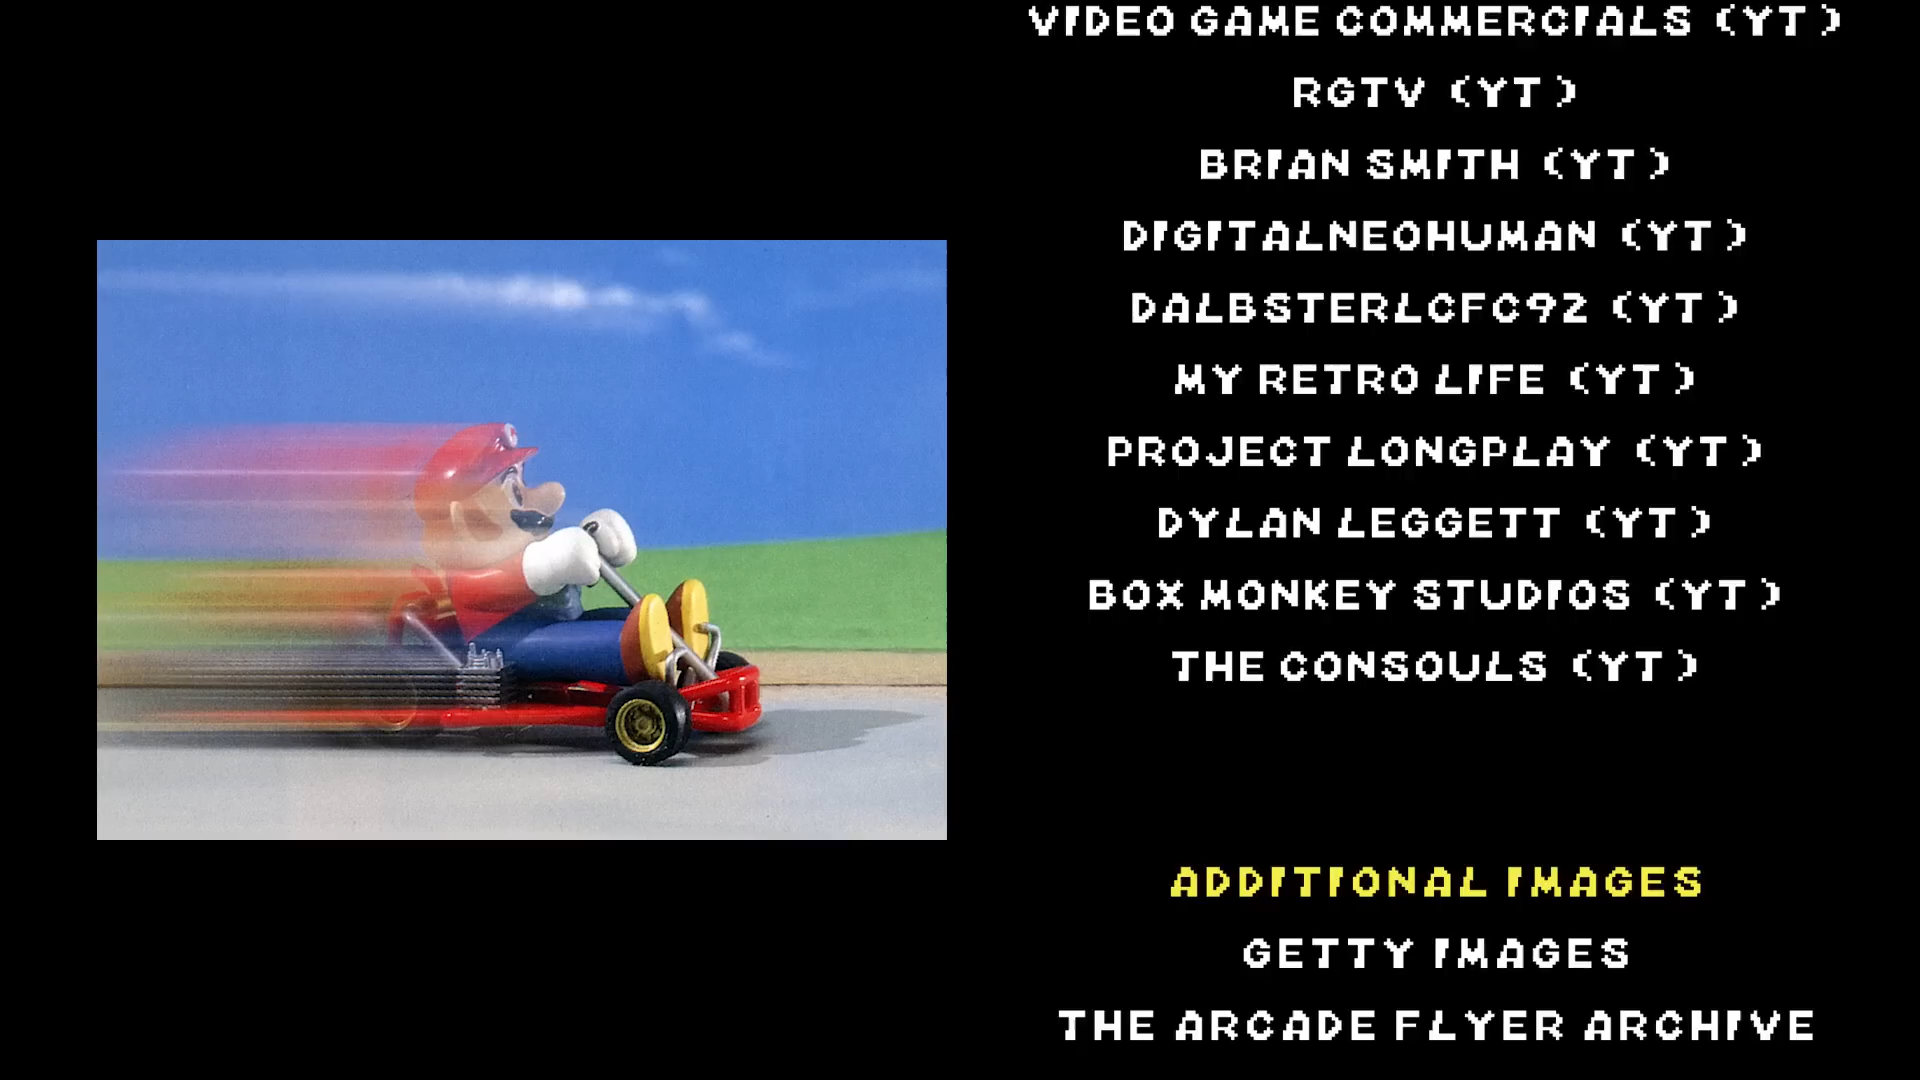 VIDEO GAME COMMERCIALS (YT)
RGTV (YT)
BRIAN SMITH (YT)
DIGITALNEOHUMAN (YT)
DALBSTERLCFC92 (YT)
MY RETRO LIFE (YT)
PROJECT LONGPLAY (YT)
DYLAN LEGGETT (YT)
BOX MONKEY STUDIOS (YT)
THE CONSOULS (YT)
ADDITIONAL IMAGES
GETTY IMAGES
THE ARCADE FLYER ARCHIVE